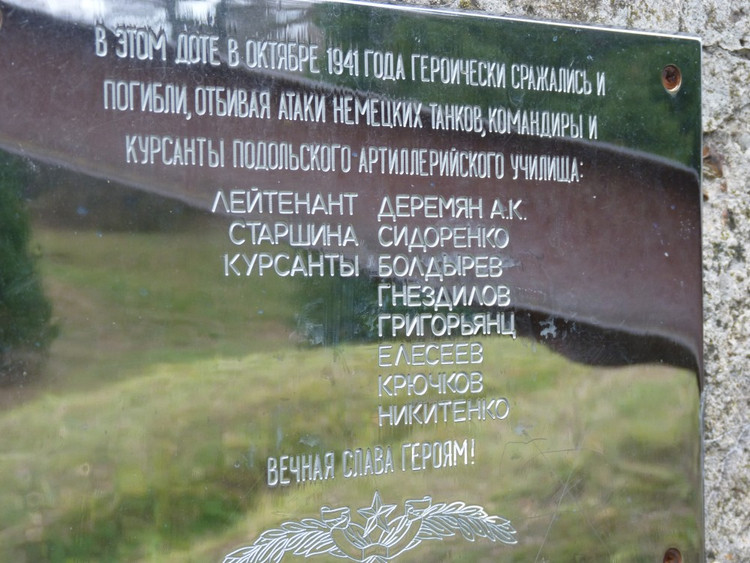 В ЭТОМ ДОТЕ В ОКТЯБРЕ 1941 ГОДА ГЕРОИЧЕСКИ СРАЖАЛИСЬ И
ПОГИБЛИ, ОТБИВАЯ АТАКИ НЕМЕЦКИХ ТАНКОВ, КОМАНДИРЫ И
КУРСАНТЫ ПОДОЛЬСКОГО АРТИЛЛЕРИЙСКОГО УЧИЛИЩА:
ЛЕЙТЕНАНТ ДЕРЕМЯН А.К.
СТАРШИНА СИДОРЕНКО
КУРСАНТЫ БОЛДЫРЕВ
ГНЕЗДИЛОВ
ГРИГОРЬЯНЦ
ЕЛЕСЕЕВ
КРЮЧКОВ
НИКИТЕНКО
ВЕЧНАЯ СЛАВА ГЕРОЯМ!